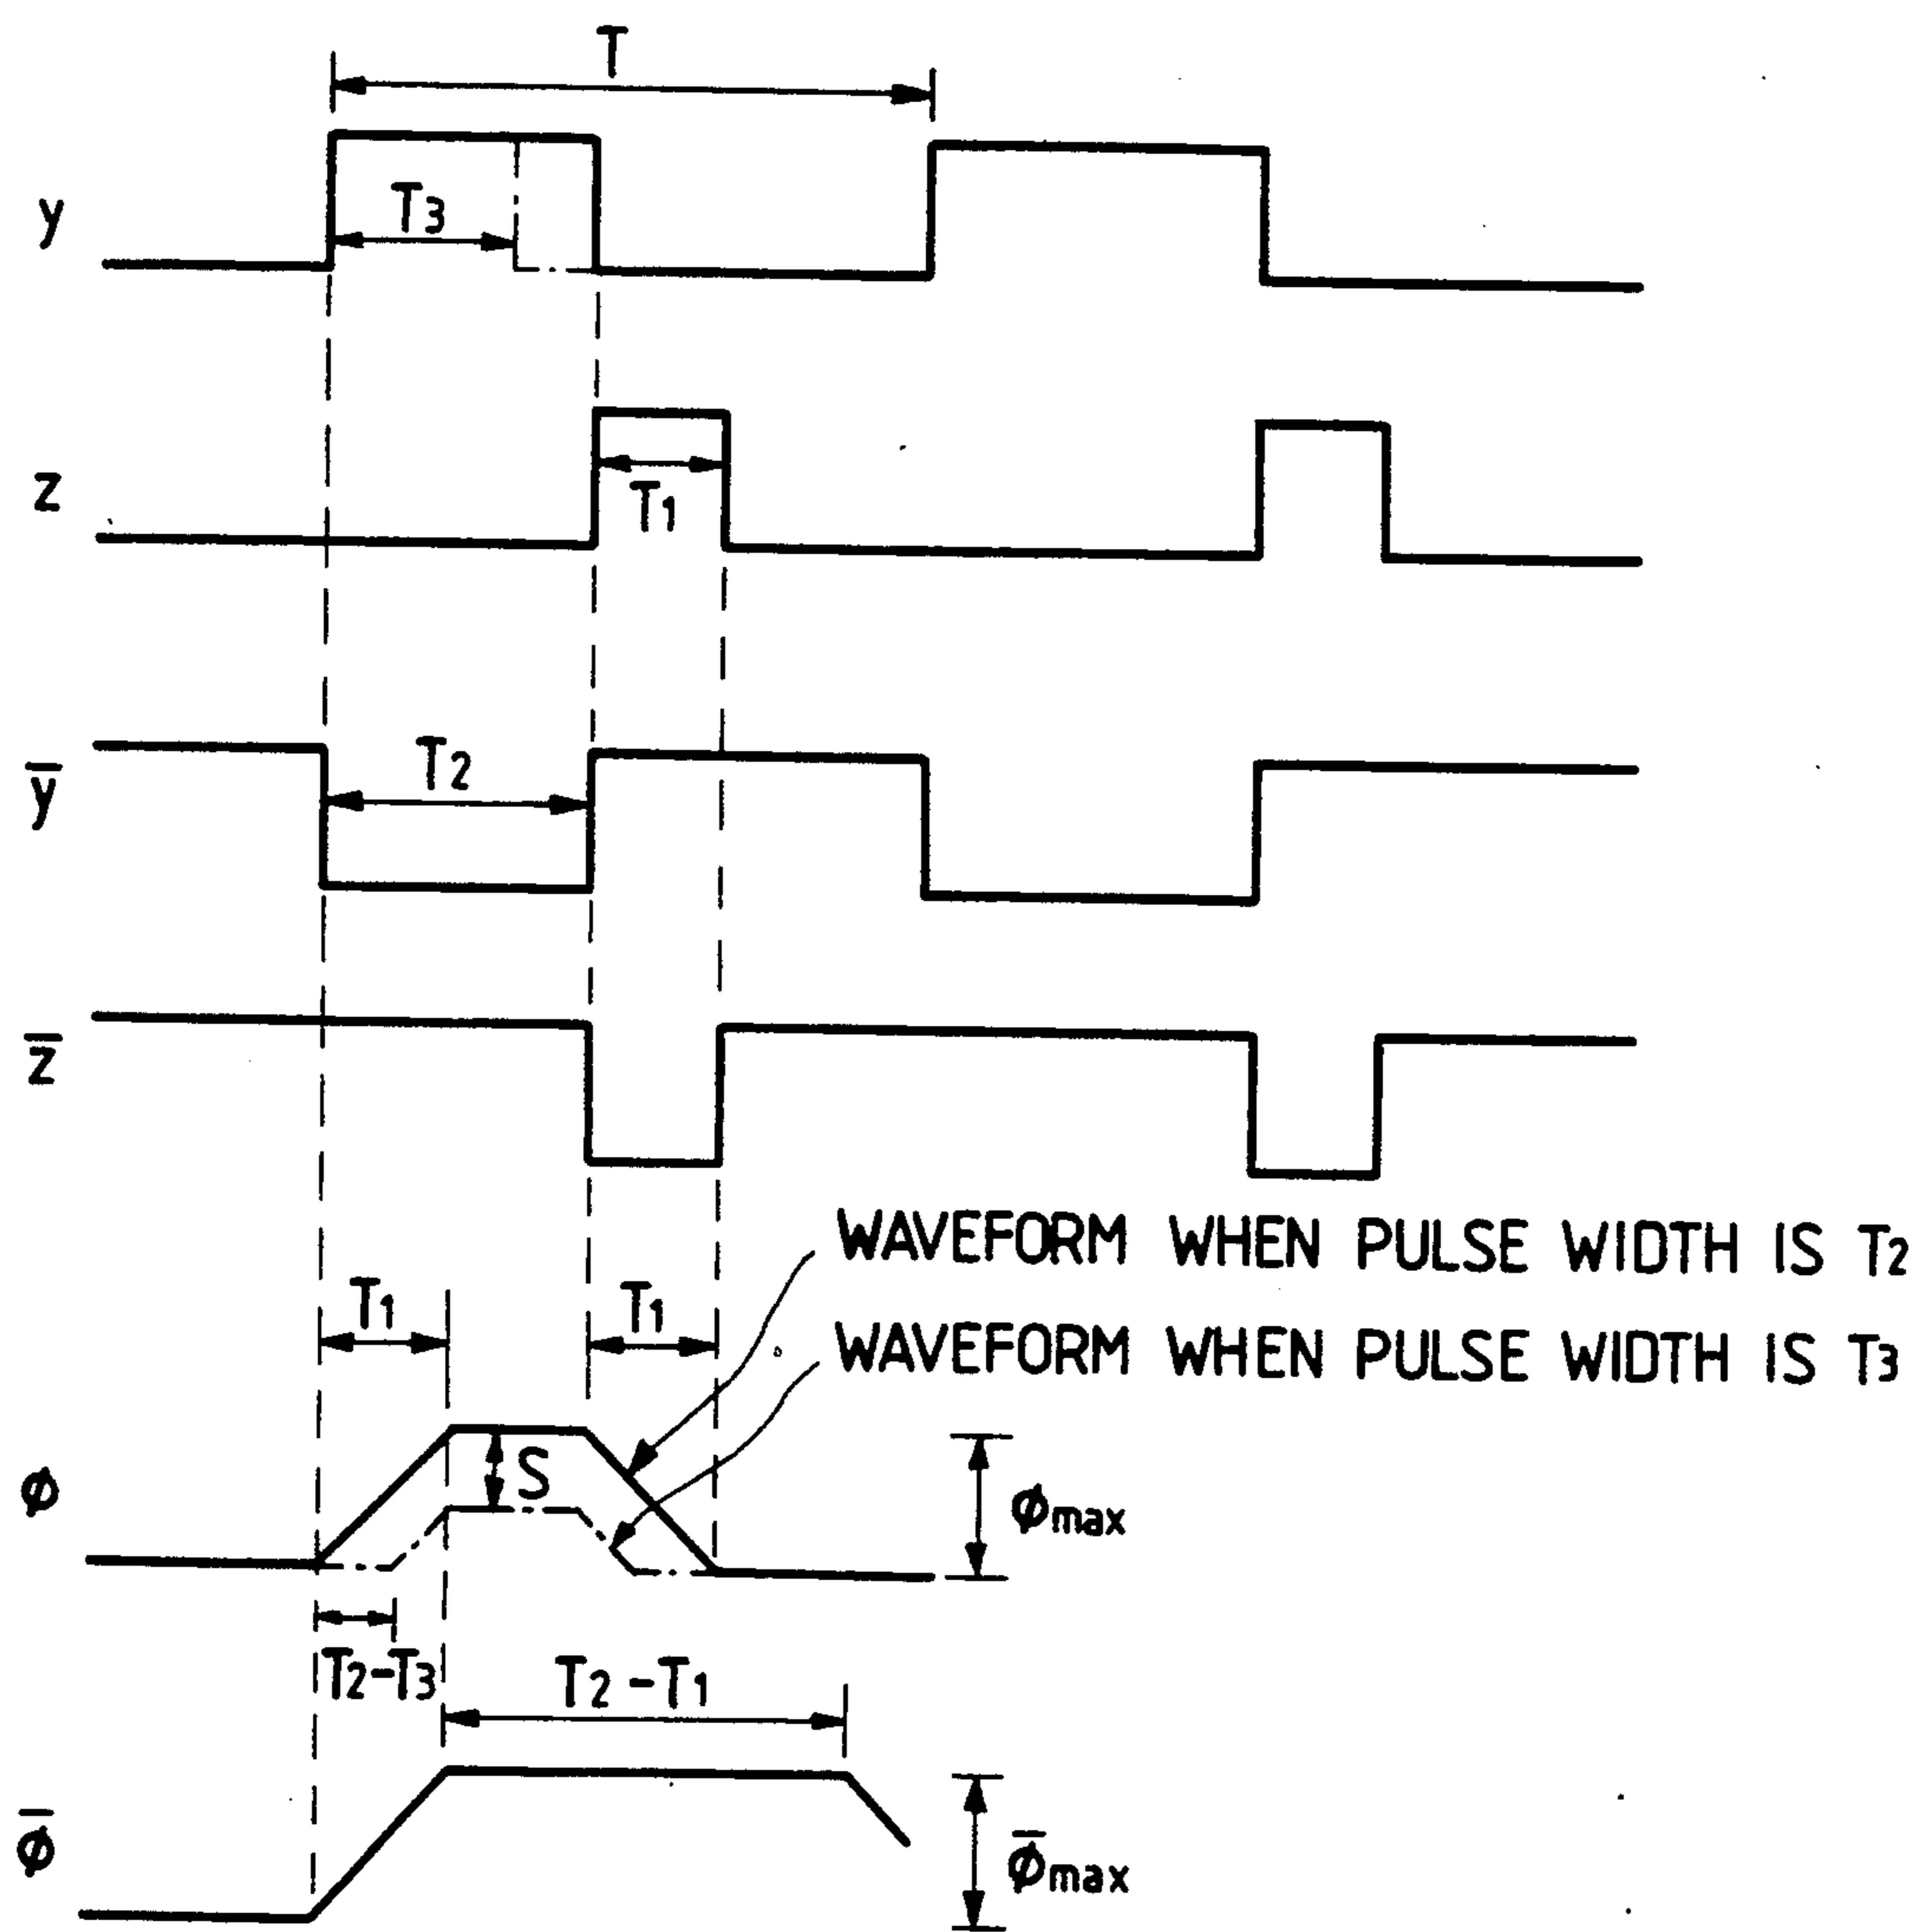 T
y
T3
z
T1
y̅
T2
z̅
WAVEFORM WHEN PULSE WIDTH IS T2
T1
T1
WAVEFORM WHEN PULSE WIDTH IS T3
S
ϕ
ϕmax
T2-T3
T2-T1
ϕ̅
ϕ̅max